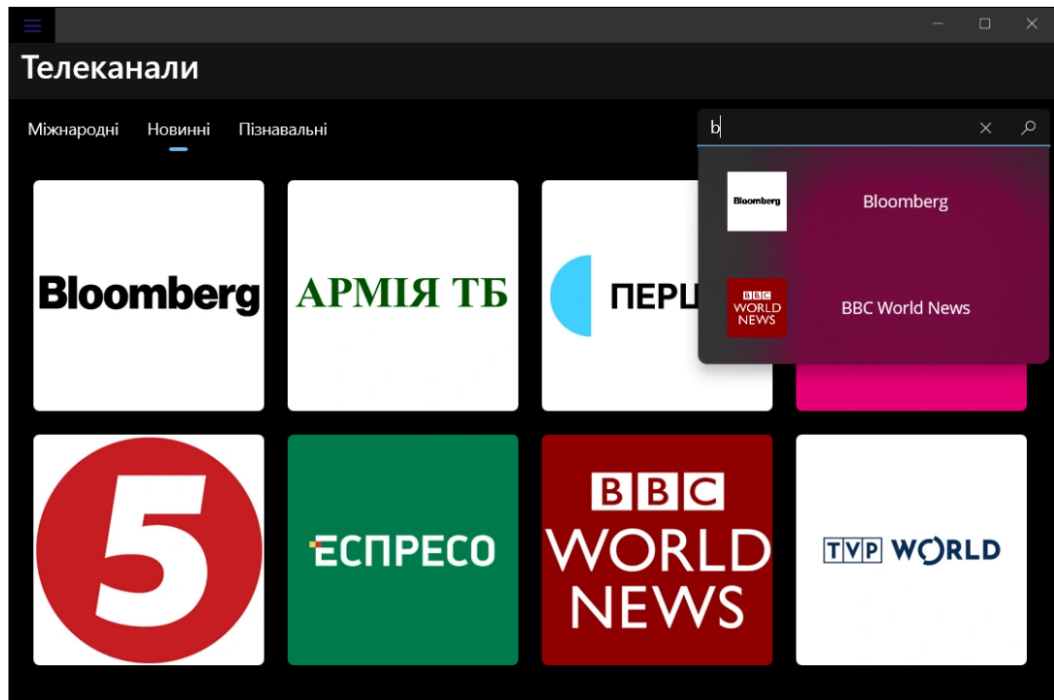 Телеканали
Міжнародні Новинні Пізнавальні
b
Bloomberg
Bloomberg
BBC
WORLD
NEWS
BBC World News
Bloomberg
АРМІЯ ТБ
ПЕРШ
5
ЕСПРЕСО
BBC
WORLD
NEWS
TVP WORLD